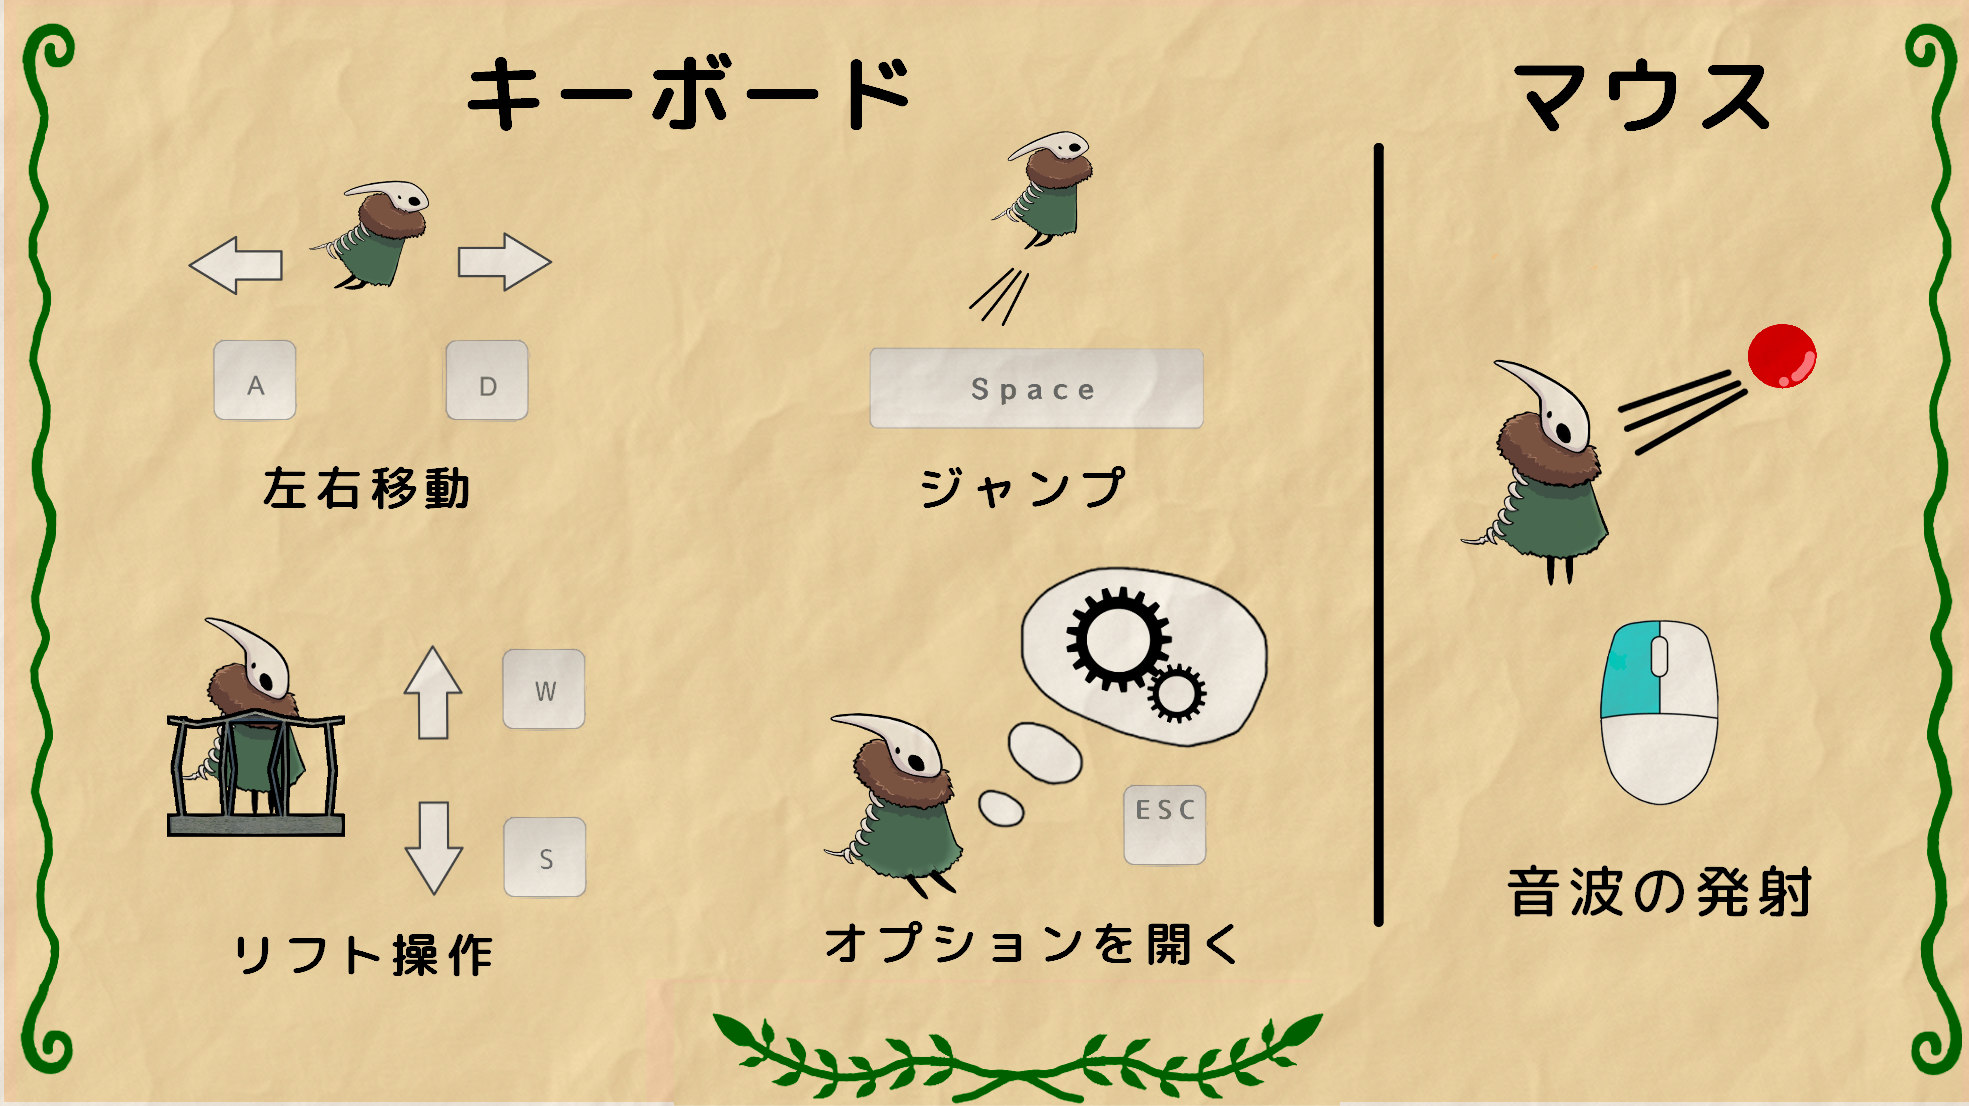 キーボード
マウス
A
D
Space
左右移動
ジャンプ
W
S
ESC
リフト操作
オプションを開く
音波の発射